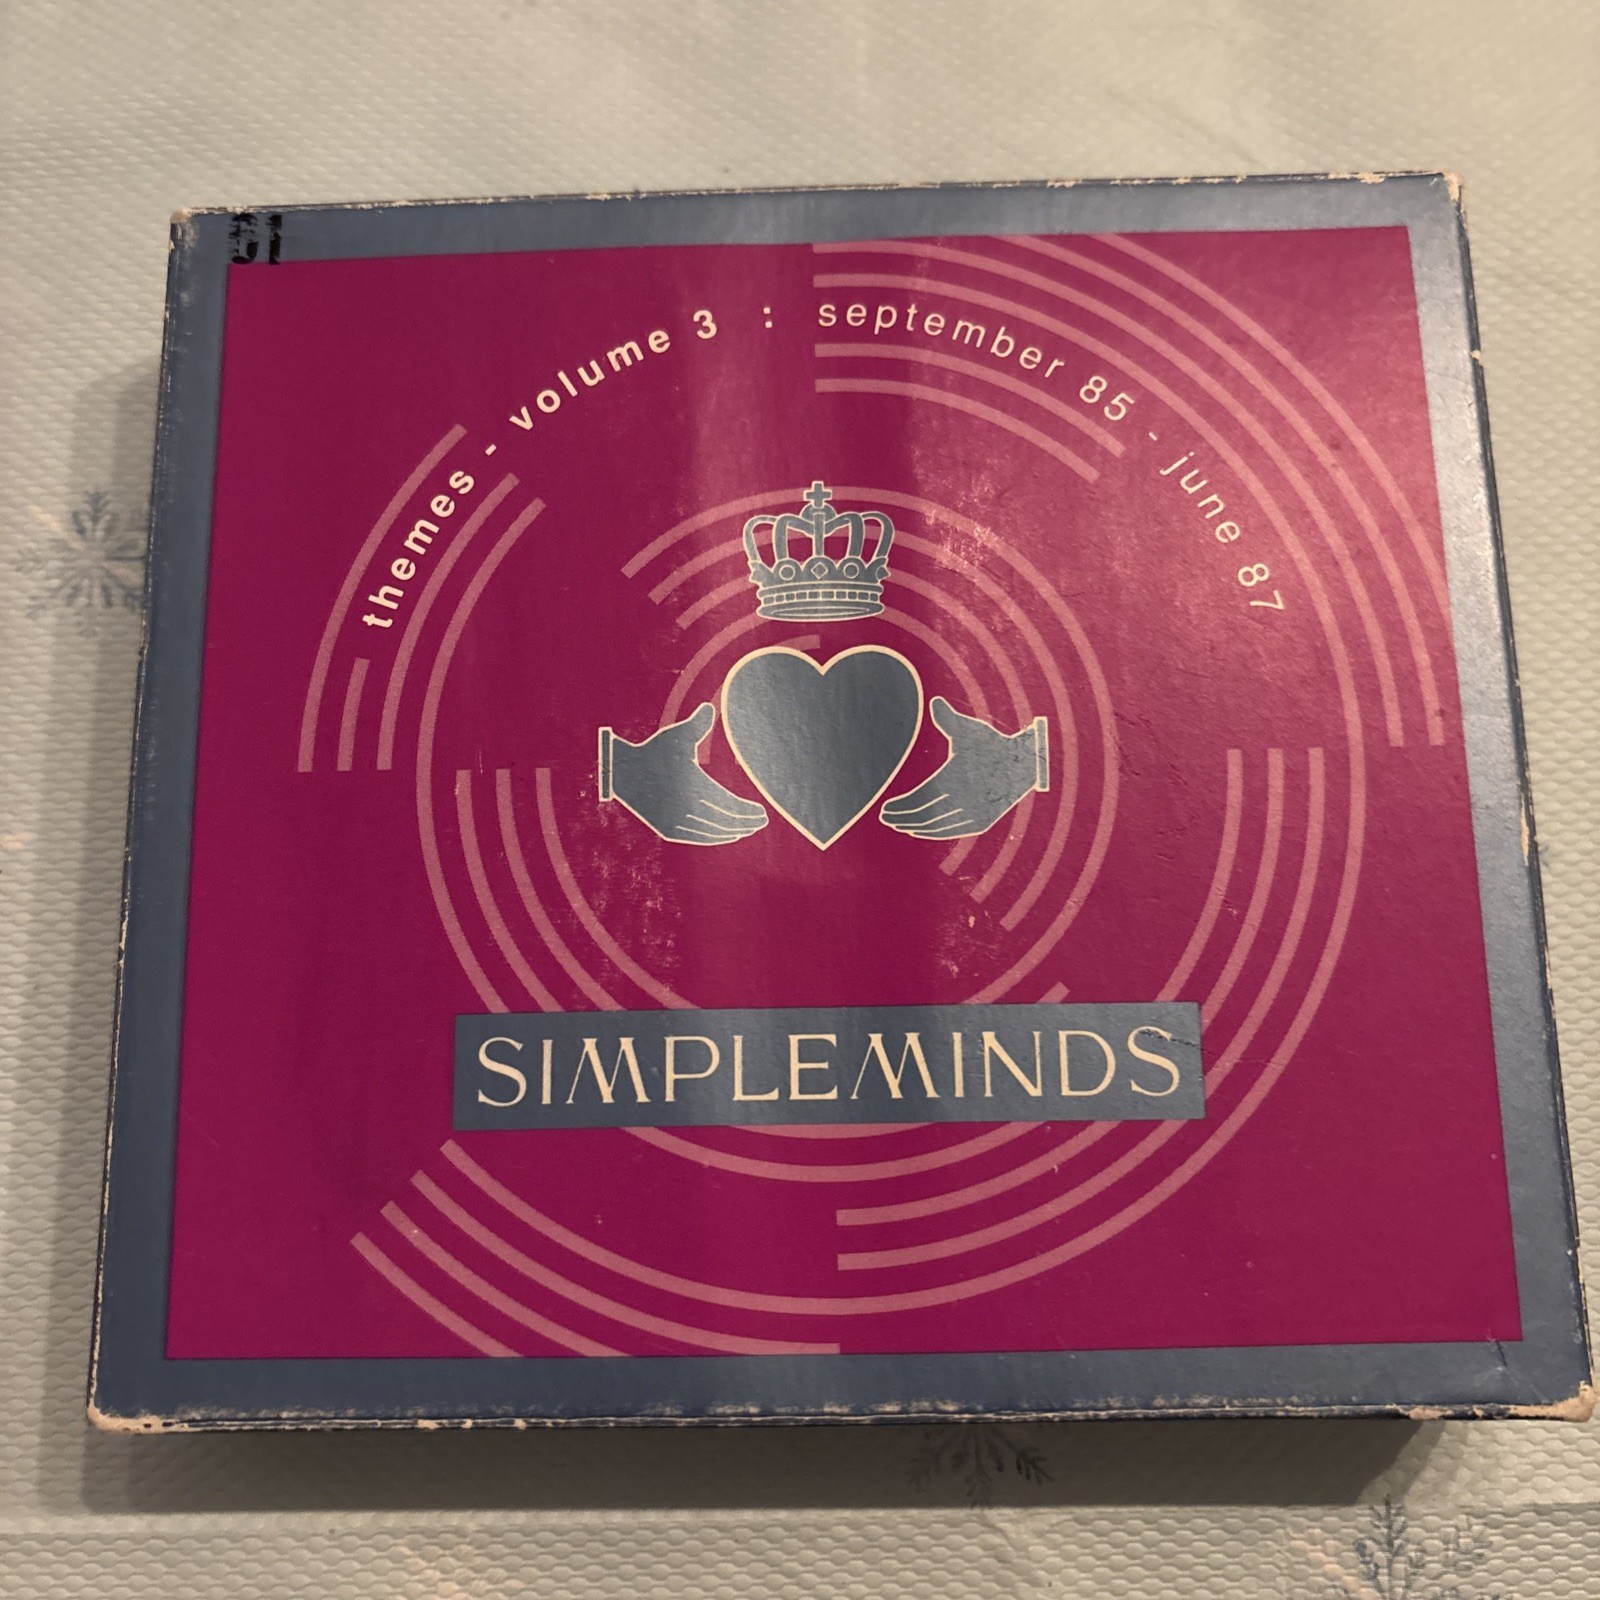 themes - volume 3 : september 85 - june 87
SIMPLEMINDS